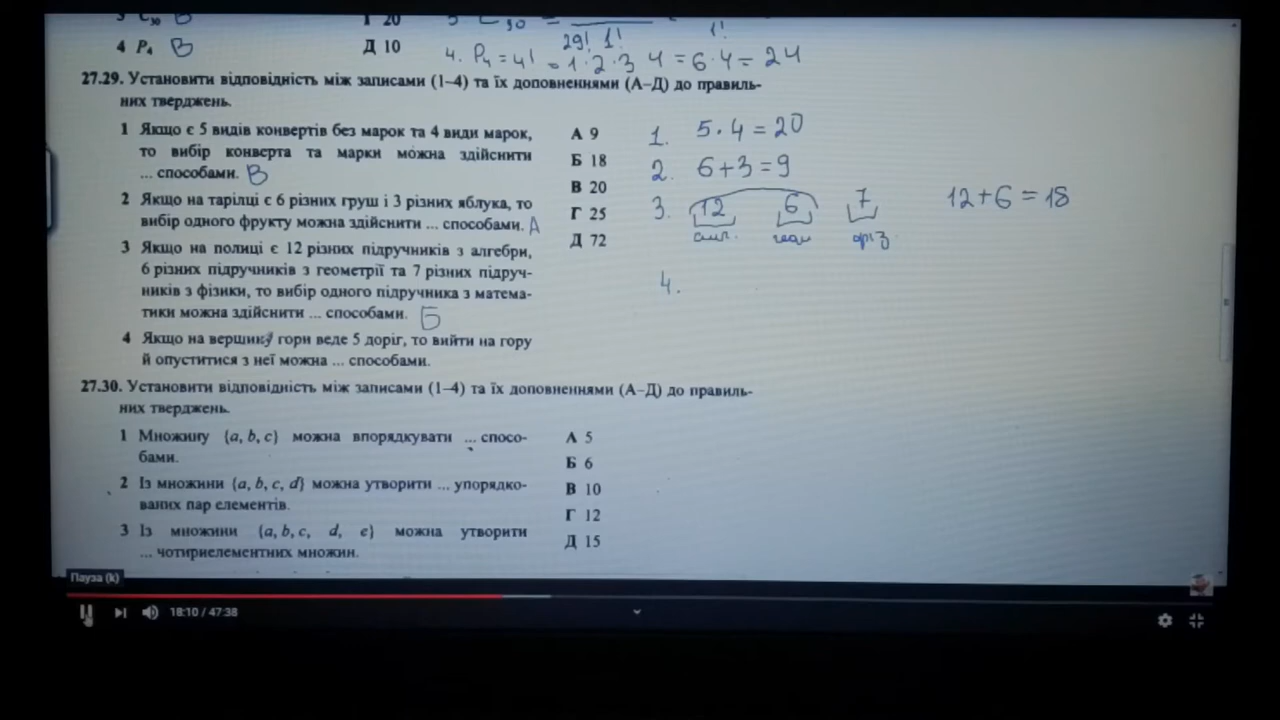 4 P₄ В Д 10 4. P₄ = 4! = 1·2·3 4 = 6·4 = 24
29! 1! 1!
27.29. Установити відповідність між записами (1–4) та їх доповненнями (А–Д) до правиль-
них тверджень.
1 Якщо є 5 видів конвертів без марок та 4 види марок,
то вибір конверта та марки можна здійснити
... способами. В
2 Якщо на тарілці є 6 різних груш і 3 різних яблука, то
вибір одного фрукту можна здійснити ... способами. А
3 Якщо на полиці є 12 різних підручників з алгебри,
6 різних підручників з геометрії та 7 різних підруч-
ників з фізики, то вибір одного підручника з матема-
тики можна здійснити ... способами. Б
4 Якщо на вершину гори веде 5 доріг, то вийти на гору
й опуститися з неї можна ... способами.
А 9
Б 18
В 20
Г 25
Д 72
1. 5·4 = 20
2. 6+3 = 9
3. 12 6 7 12+6 = 18
алг. геом фіз
4.
27.30. Установити відповідність між записами (1–4) та їх доповненнями (А–Д) до правиль-
них тверджень.
1 Множину {a, b, c} можна впорядкувати ... спосо-
бами.
2 Із множини {a, b, c, d} можна утворити ... упорядко-
ваних пар елементів.
3 Із множини {a, b, c, d, e} можна утворити
... чотириелементних множин.
А 5
Б 6
В 10
Г 12
Д 15
Пауза (k)
18:10 / 47:38